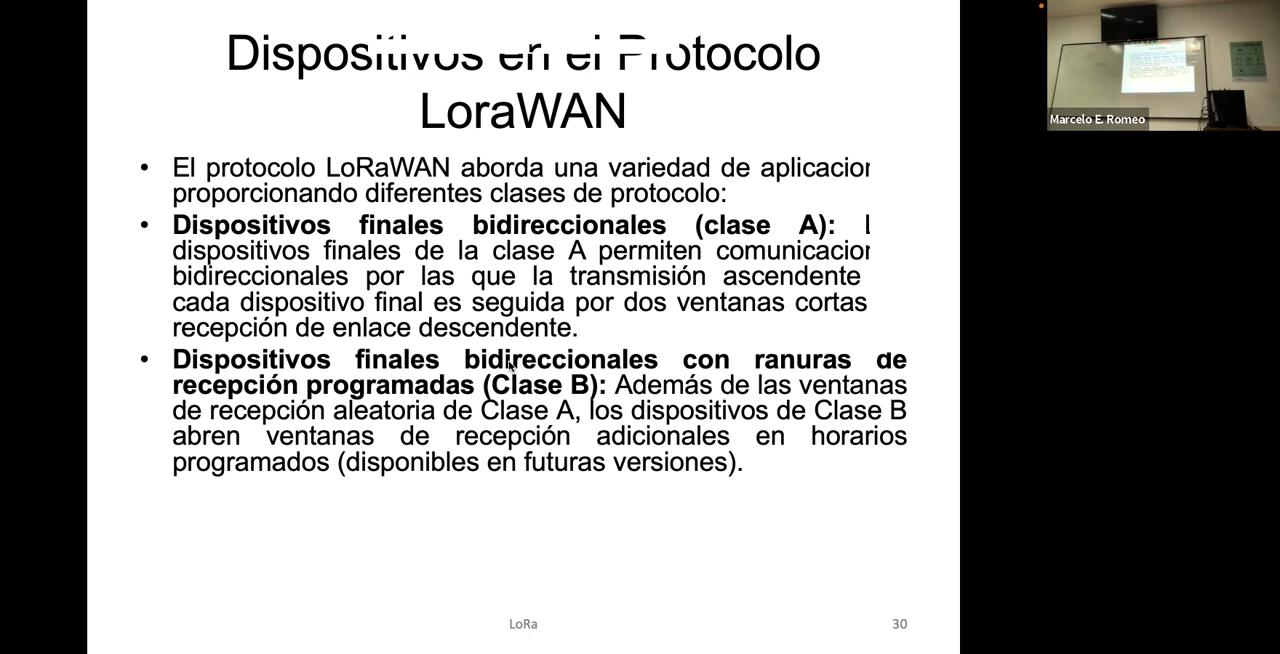 Dispositivos en el Protocolo
LoraWAN
• El protocolo LoRaWAN aborda una variedad de
proporcionando diferentes clases de protocolo:
• Dispositivos finales bidireccionales (clase A):
dispositivos finales de la clase A permiten
bidireccionales por las que la transmisión ascendente
cada dispositivo final es seguida por dos ventanas cortas
recepción de enlace descendente.
• Dispositivos finales bidireccionales con ranuras de
recepción programadas (Clase B): Además de las ventanas
de recepción aleatoria de Clase A, los dispositivos de Clase B
abren ventanas de recepción adicionales en horarios
programados (disponibles en futuras versiones).
LoRa
30
Marcelo E. Romeo